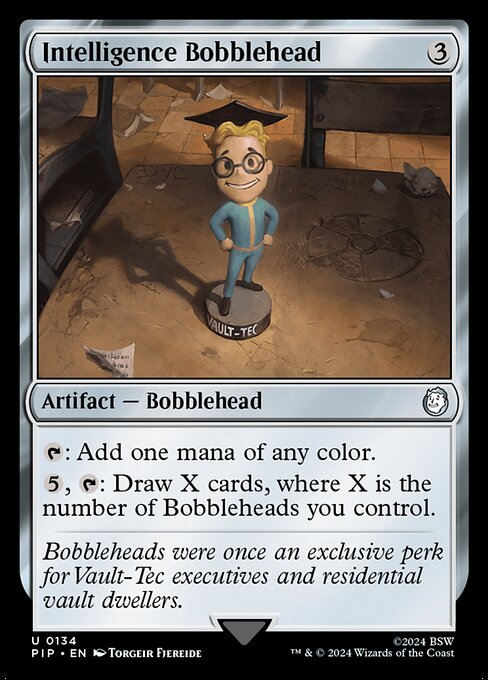 Intelligence Bobblehead 3
VAULT-TEC
Artifact — Bobblehead
: Add one mana of any color.
5, : Draw X cards, where X is the
number of Bobbleheads you control.
Bobbleheads were once an exclusive perk
for Vault-Tec executives and residential
vault dwellers.
U 0134
PIP • EN Torgeir Fjereide
©2024 BSW
™ & © 2024 Wizards of the Coast